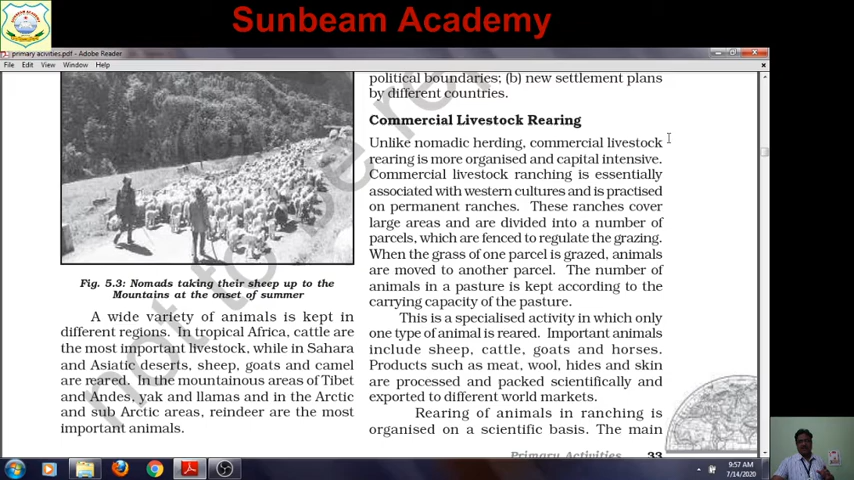 Sunbeam Academy
primary acivities.pdf - Adobe Reader
File Edit View Window Help
political boundaries; (b) new settlement plans
by different countries.
Commercial Livestock Rearing
Unlike nomadic herding, commercial livestock
rearing is more organised and capital intensive.
Commercial livestock ranching is essentially
associated with western cultures and is practised
on permanent ranches. These ranches cover
large areas and are divided into a number of
parcels, which are fenced to regulate the grazing.
When the grass of one parcel is grazed, animals
are moved to another parcel. The number of
animals in a pasture is kept according to the
carrying capacity of the pasture.
This is a specialised activity in which only
one type of animal is reared. Important animals
include sheep, cattle, goats and horses.
Products such as meat, wool, hides and skin
are processed and packed scientifically and
exported to different world markets.
Rearing of animals in ranching is
organised on a scientific basis. The main
Fig. 5.3: Nomads taking their sheep up to the
Mountains at the onset of summer
A wide variety of animals is kept in
different regions. In tropical Africa, cattle are
the most important livestock, while in Sahara
and Asiatic deserts, sheep, goats and camel
are reared. In the mountainous areas of Tibet
and Andes, yak and llamas and in the Arctic
and sub Arctic areas, reindeer are the most
important animals.
Primary Activities 33
not to be re
9:57 AM
7/14/2020